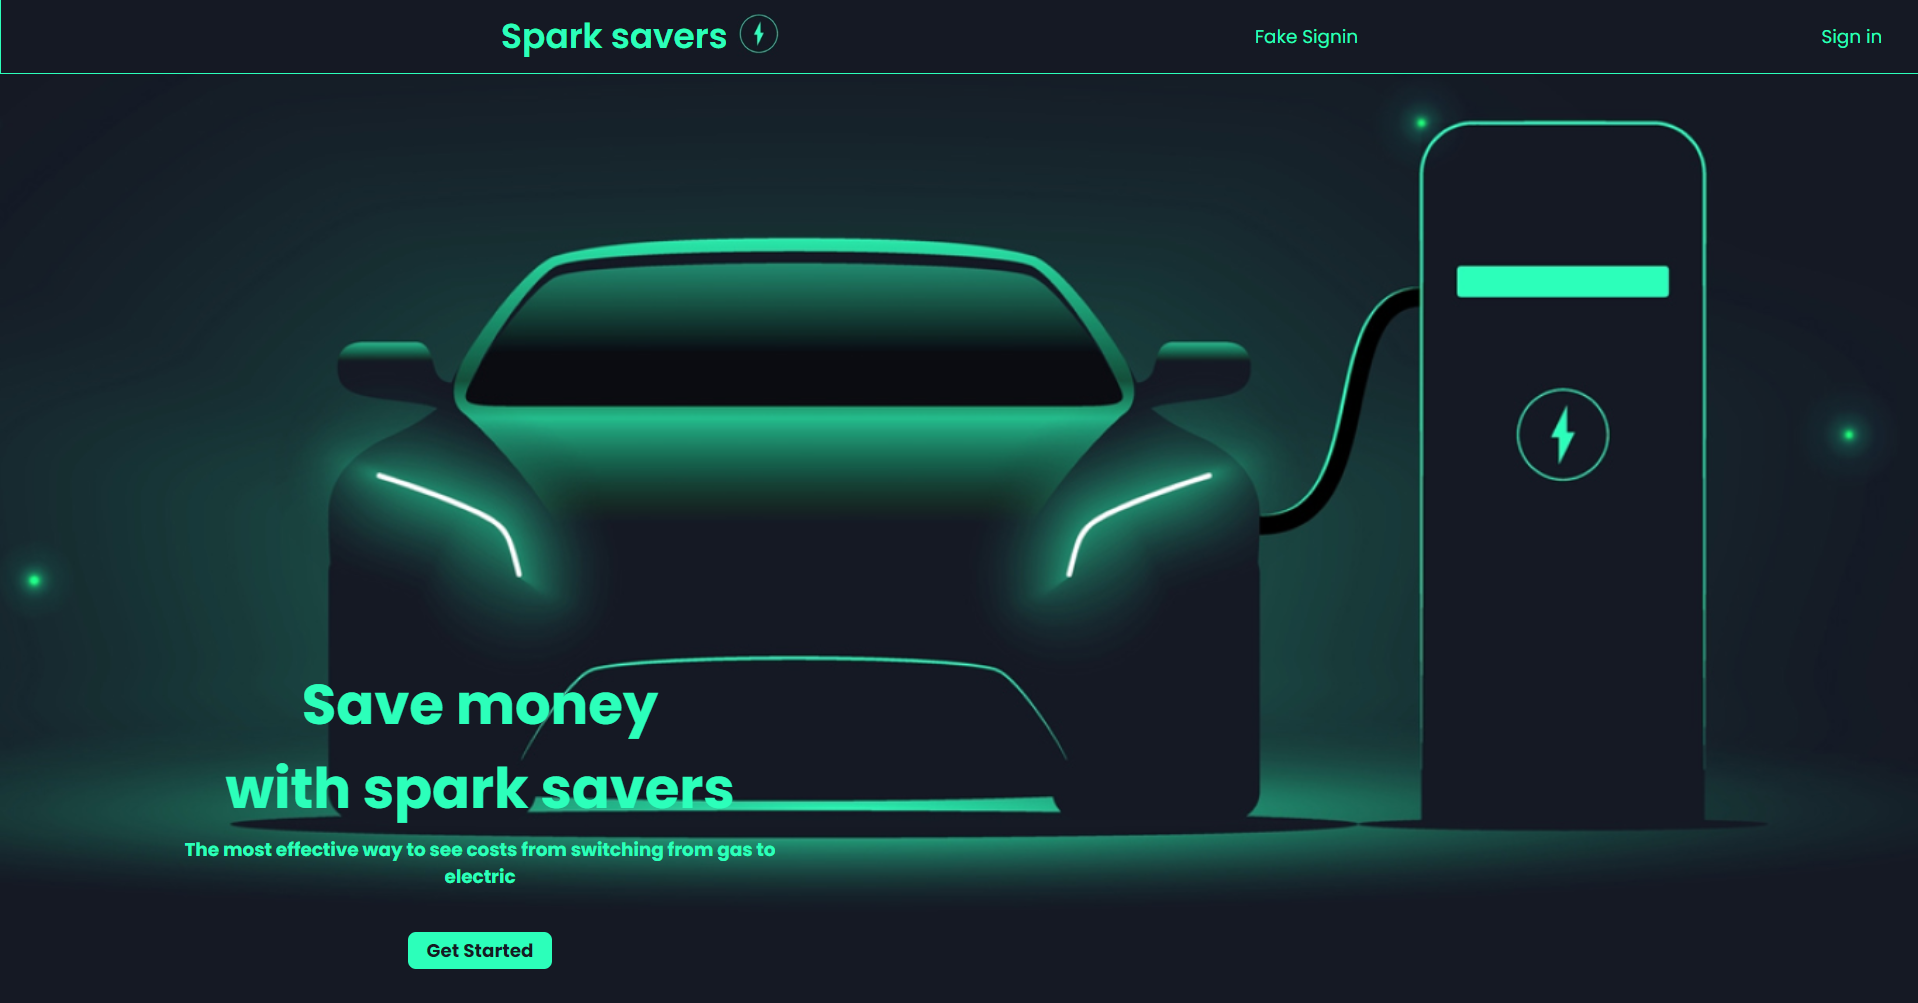 Spark savers
Fake Signin
Sign in
Save money
with spark savers
The most effective way to see costs from switching from gas to
electric
Get Started